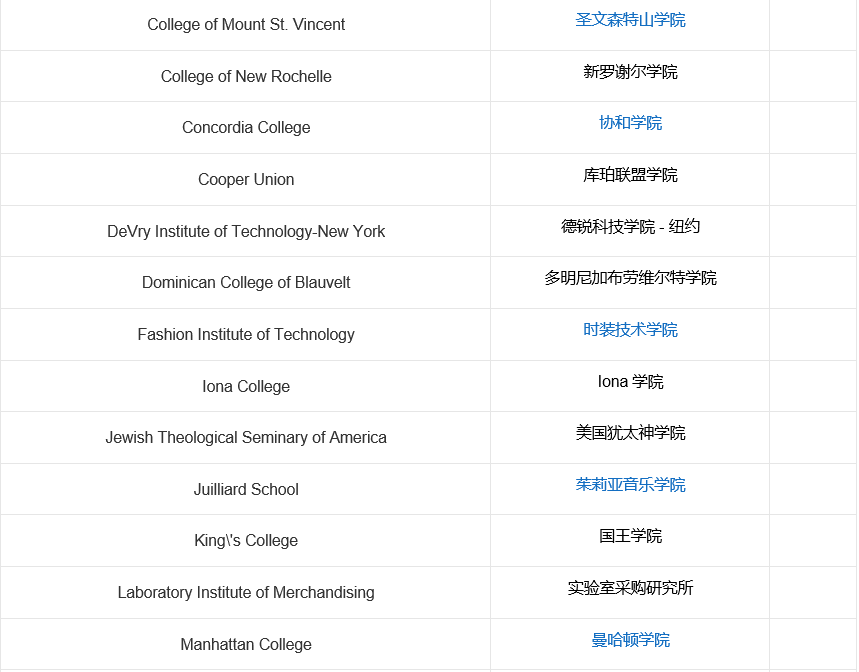 College of Mount St. Vincent 圣文森特山学院
College of New Rochelle 新罗谢尔学院
Concordia College 协和学院
Cooper Union 库珀联盟学院
DeVry Institute of Technology-New York 德锐科技学院 - 纽约
Dominican College of Blauvelt 多明尼加布劳维尔特学院
Fashion Institute of Technology 时装技术学院
Iona College Iona 学院
Jewish Theological Seminary of America 美国犹太神学院
Juilliard School 茱莉亚音乐学院
King\'s College 国王学院
Laboratory Institute of Merchandising 实验室采购研究所
Manhattan College 曼哈顿学院